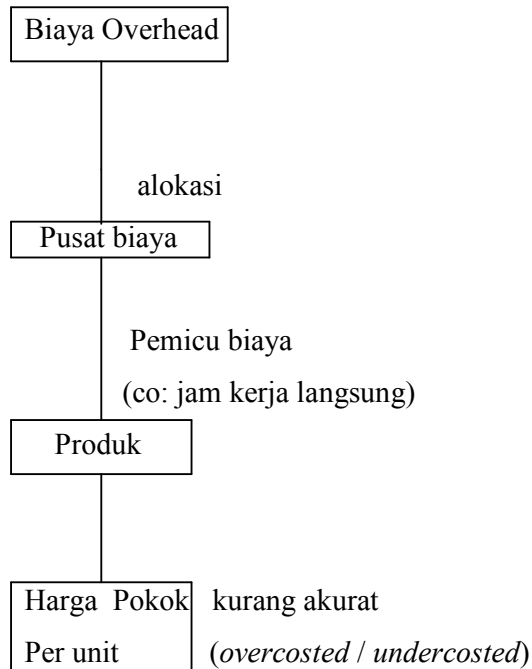 Biaya Overhead
alokasi
Pusat biaya
Pemicu biaya
(co: jam kerja langsung)
Produk
Harga Pokok kurang akurat
Per unit (overcosted / undercosted)